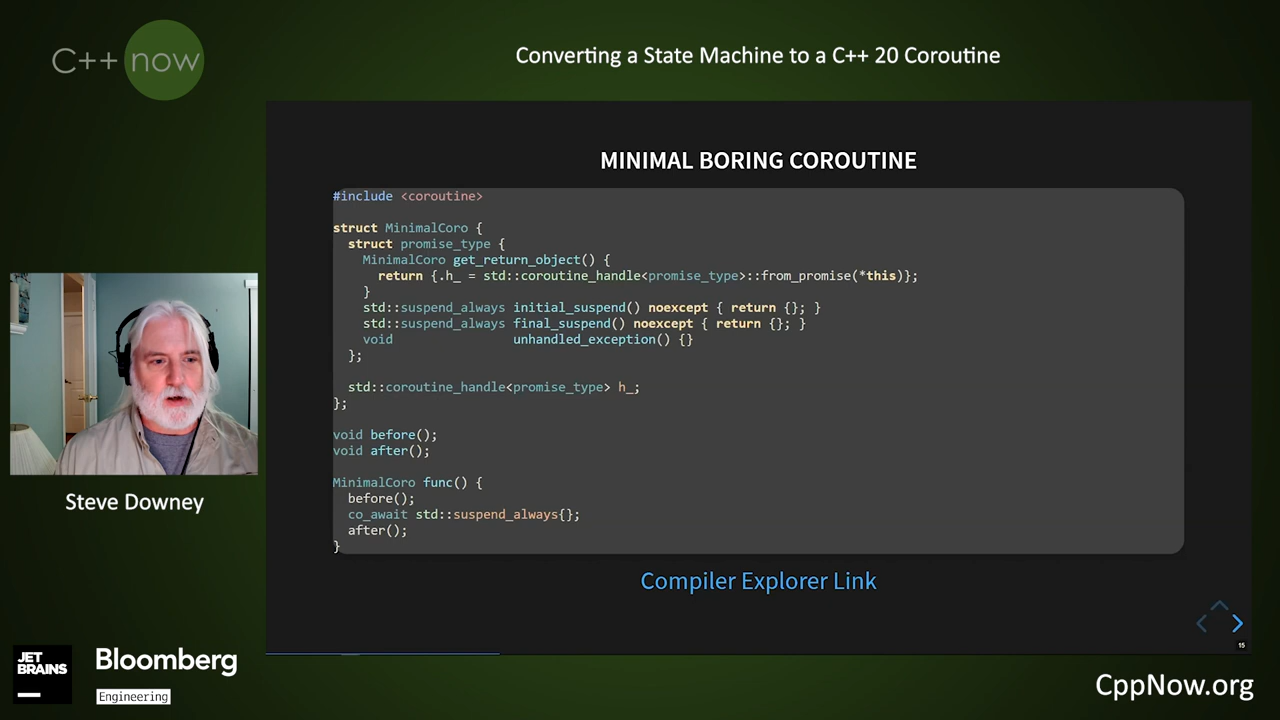 C++ now
Converting a State Machine to a C++ 20 Coroutine
MINIMAL BORING COROUTINE
#include <coroutine>
struct MinimalCoro {
  struct promise_type {
    MinimalCoro get_return_object() {
      return {.h_ = std::coroutine_handle<promise_type>::from_promise(*this)};
    }
    std::suspend_always initial_suspend() noexcept { return {}; }
    std::suspend_always final_suspend() noexcept { return {}; }
    void                unhandled_exception() {}
  };
  std::coroutine_handle<promise_type> h_;
};
void before();
void after();
MinimalCoro func() {
  before();
  co_await std::suspend_always{};
  after();
}
Compiler Explorer Link
15
Steve Downey
JET
BRAINS
Bloomberg
Engineering
CppNow.org